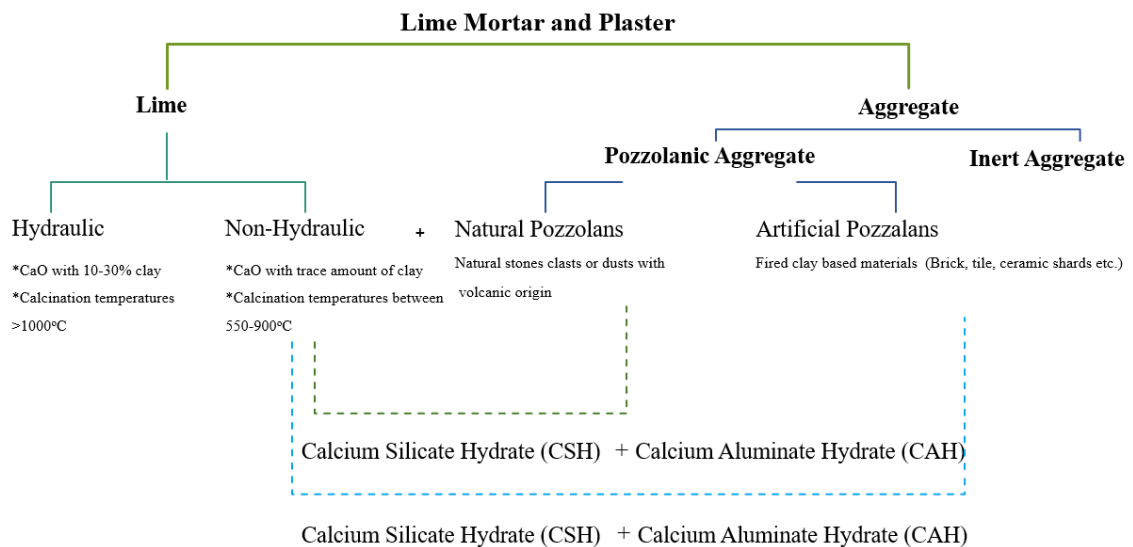 Lime Mortar and Plaster
Lime
Aggregate
Pozzolanic Aggregate
Inert Aggregate
Hydraulic
*CaO with 10-30% clay
*Calcination temperatures
>1000°C
Non-Hydraulic
*CaO with trace amount of clay
*Calcination temperatures between
550-900°C
+
Natural Pozzolans
Natural stones clasts or dusts with
volcanic origin
Artificial Pozzalans
Fired clay based materials (Brick, tile, ceramic shards etc.)
Calcium Silicate Hydrate (CSH) + Calcium Aluminate Hydrate (CAH)
Calcium Silicate Hydrate (CSH) + Calcium Aluminate Hydrate (CAH)